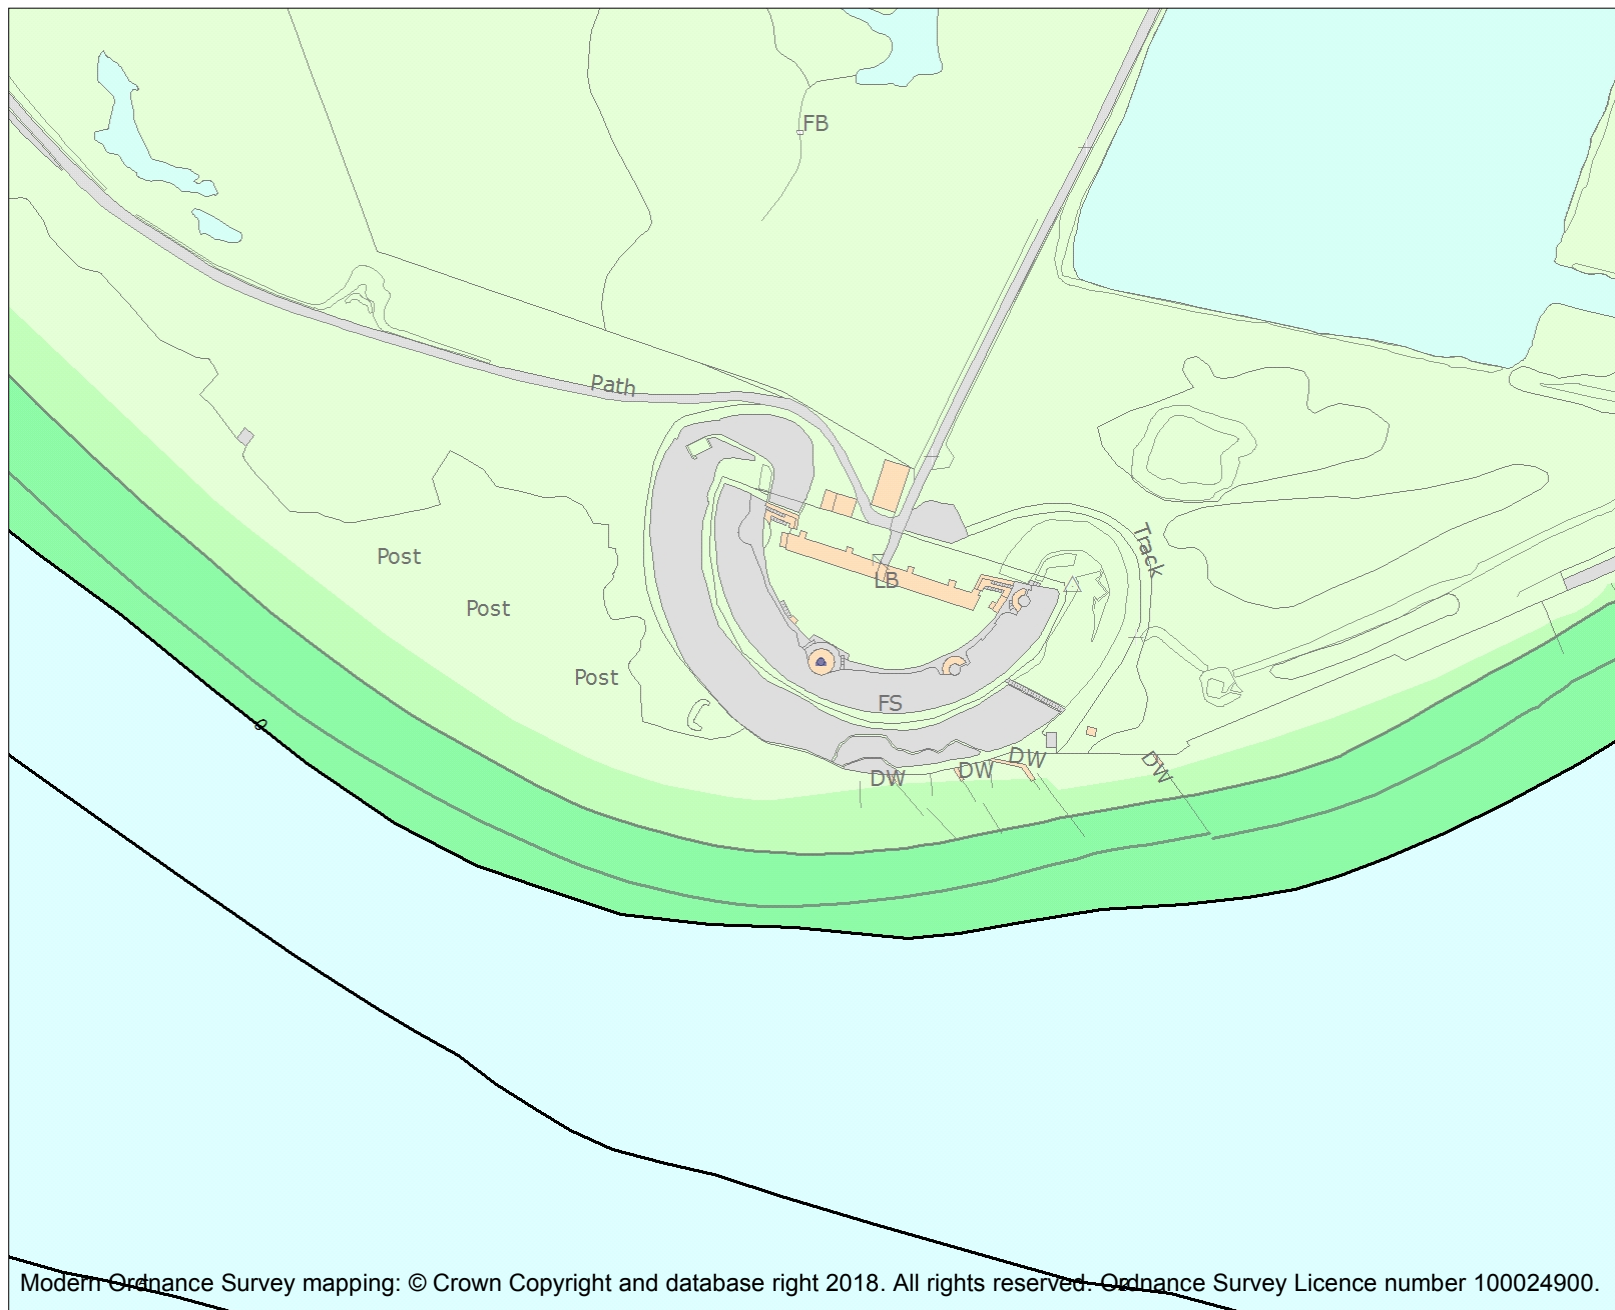 FB
Path
Track
Post
LB
Post
Post
FS
0
DW
DW
DW
DW
Modern Ordnance Survey mapping: © Crown Copyright and database right 2018. All rights reserved. Ordnance Survey Licence number 100024900.